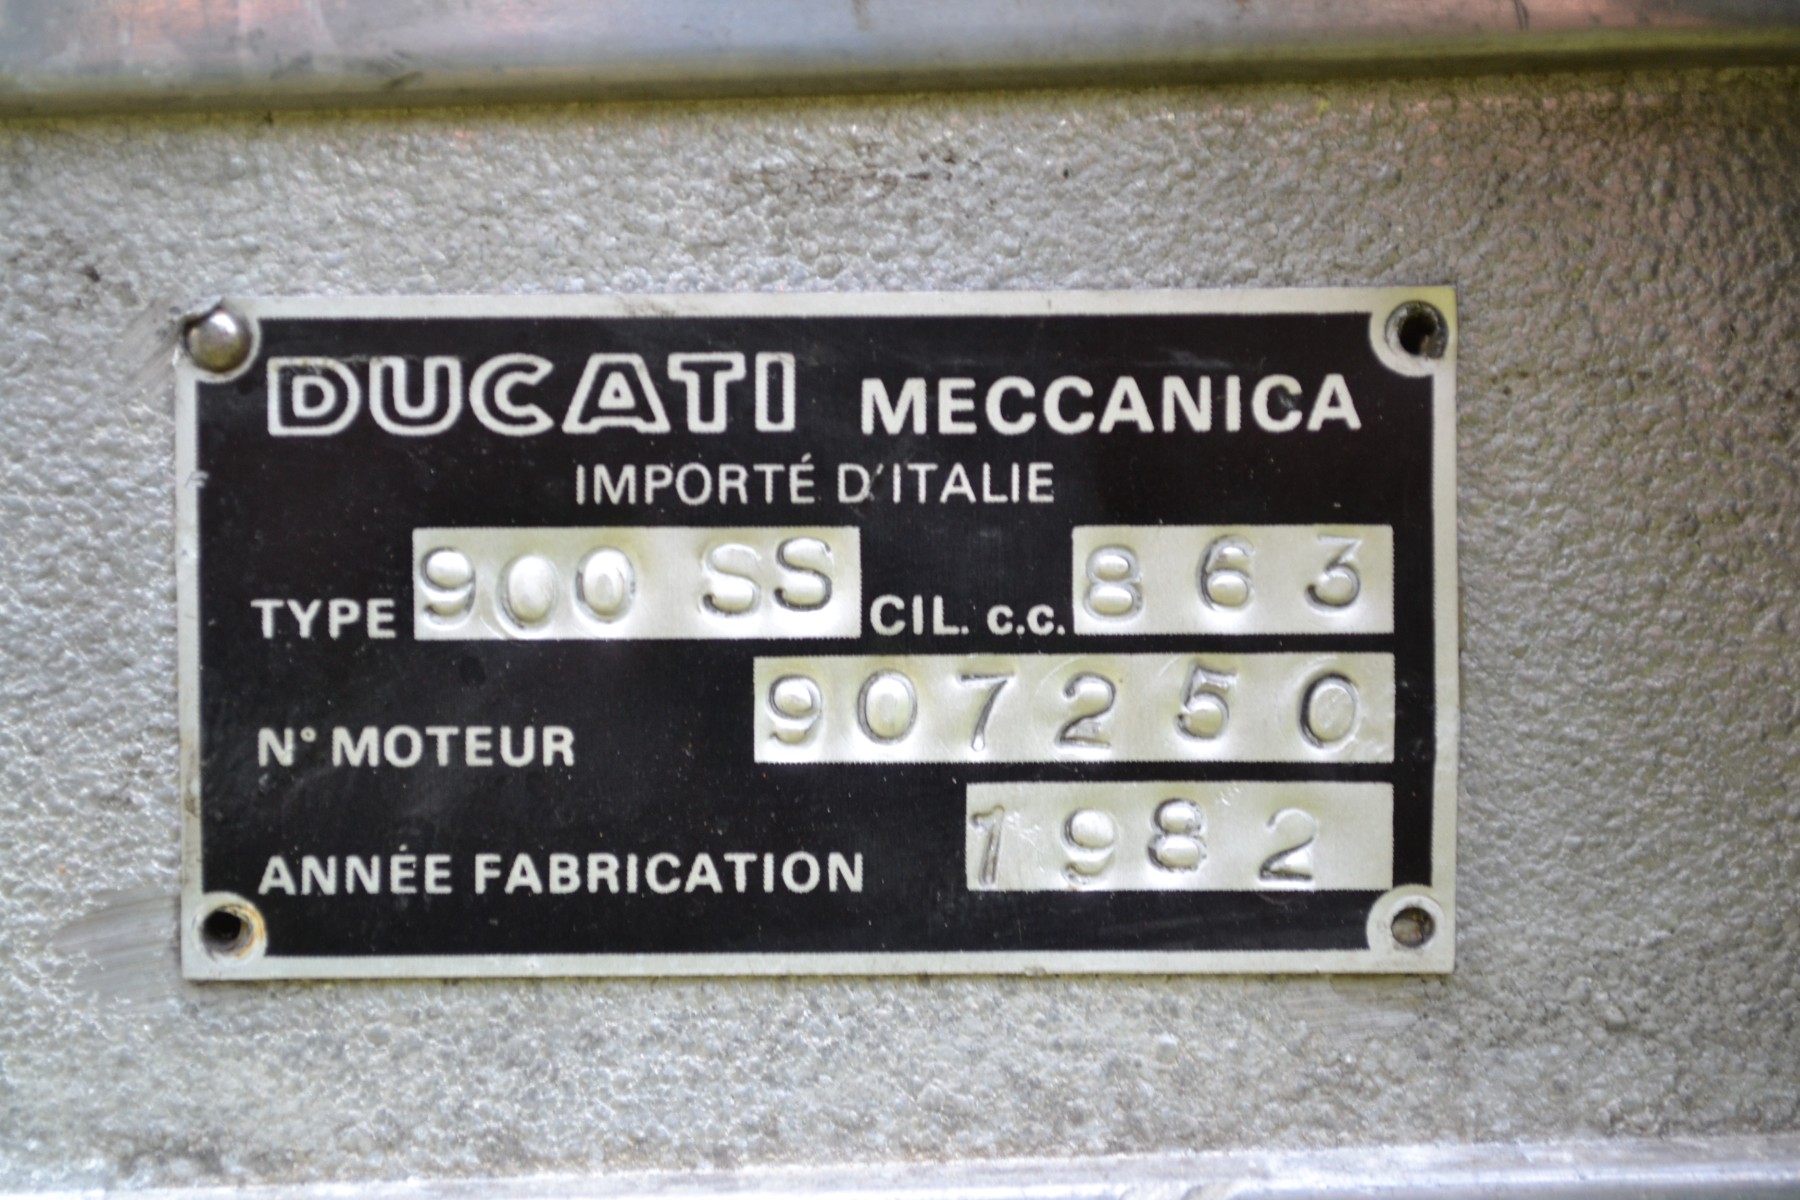 DUCATI MECCANICA
IMPORTÉ D'ITALIE
TYPE 900 SS CIL. c.c. 863
N° MOTEUR 907250
ANNÉE FABRICATION 1982